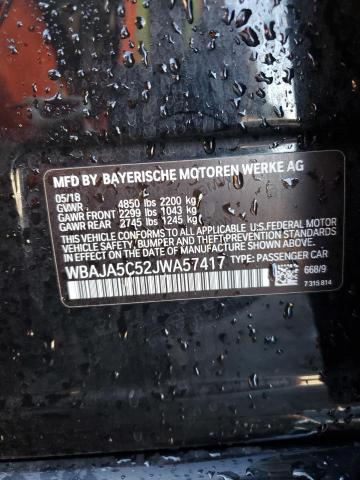 MFD BY BAYERISCHE MOTOREN WERKE AG
05/18
GVWR 4850 lbs 2200 kg
GAWR FRONT 2299 lbs 1043 kg
GAWR REAR 2745 lbs 1245 kg
THIS VEHICLE CONFORMS TO ALL APPLICABLE U.S. FEDERAL MOTOR
VEHICLE SAFETY, BUMPER, AND THEFT PREVENTION STANDARDS
IN EFFECT ON THE DATE OF MANUFACTURE SHOWN ABOVE.
WBAJA5C52JWA57417 TYPE: PASSENGER CAR
668/9
7 315 814